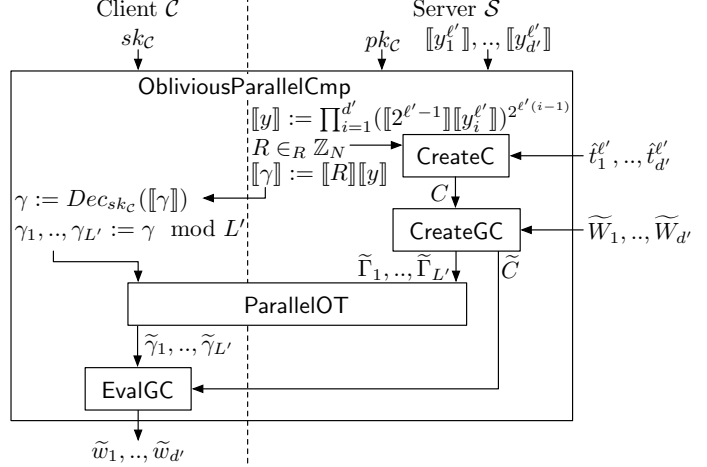 Client 𝒞 Server 𝒮
sk_𝒞 pk_𝒞 ⟦y_1^{ℓ′}⟧, .., ⟦y_{d′}^{ℓ′}⟧
ObliviousParallelCmp
⟦y⟧ := ∏_{i=1}^{d′}(⟦2^{ℓ′−1}⟧⟦y_i^{ℓ′}⟧)^{2^{ℓ′(i−1)}}
R ∈_R ℤ_N CreateC t̂_1^{ℓ′}, .., t̂_{d′}^{ℓ′}
⟦γ⟧ := ⟦R⟧⟦y⟧
C
γ := Dec_{sk_𝒞}(⟦γ⟧)
γ_1, .., γ_{L′} := γ mod L′ CreateGC W̃_1, .., W̃_{d′}
Γ̃_1, .., Γ̃_{L′} C̃
ParallelOT
γ̃_1, .., γ̃_{L′}
EvalGC
w̃_1, .., w̃_{d′}